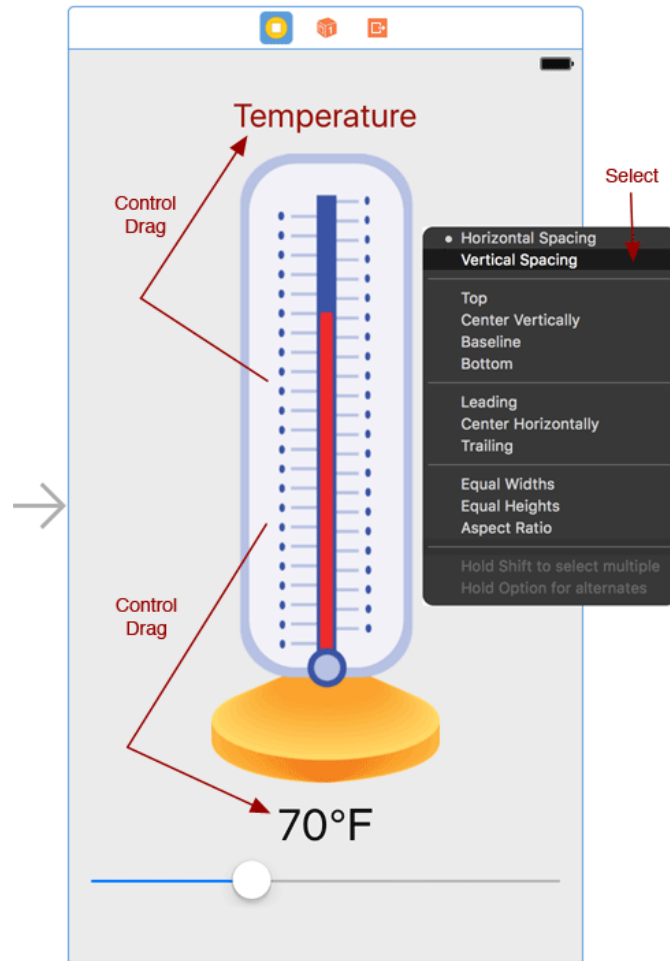 Temperature
Control
Drag
Select
Horizontal Spacing
Vertical Spacing
Top
Center Vertically
Baseline
Bottom
Leading
Center Horizontally
Trailing
Equal Widths
Equal Heights
Aspect Ratio
Hold Shift to select multiple
Hold Option for alternates
Control
Drag
70°F